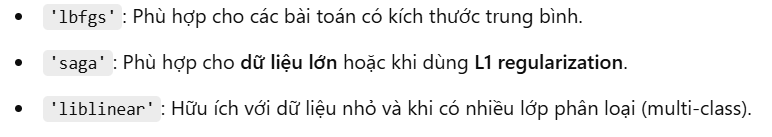 • 'lbfgs': Phù hợp cho các bài toán có kích thước trung bình.
• 'saga': Phù hợp cho dữ liệu lớn hoặc khi dùng L1 regularization.
• 'liblinear': Hữu ích với dữ liệu nhỏ và khi có nhiều lớp phân loại (multi-class).